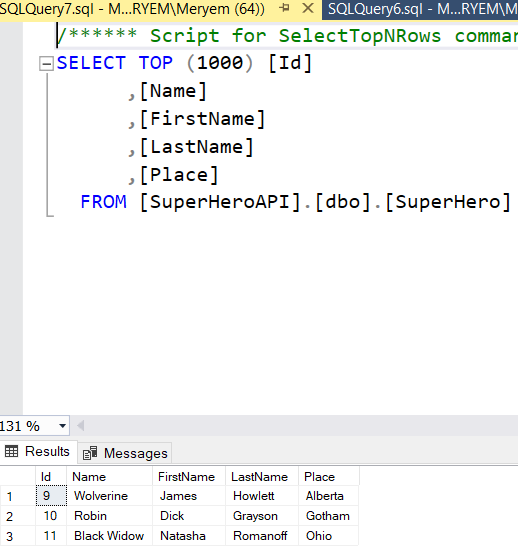 SQLQuery7.sql - M...RYEM\Meryem (64)) SQLQuery6.sql - M...RYEM\M
/****** Script for SelectTopNRows comman
SELECT TOP (1000) [Id]
,[Name]
,[FirstName]
,[LastName]
,[Place]
FROM [SuperHeroAPI].[dbo].[SuperHero]
131 %
Results Messages
Id Name FirstName LastName Place
1 9 Wolverine James Howlett Alberta
2 10 Robin Dick Grayson Gotham
3 11 Black Widow Natasha Romanoff Ohio